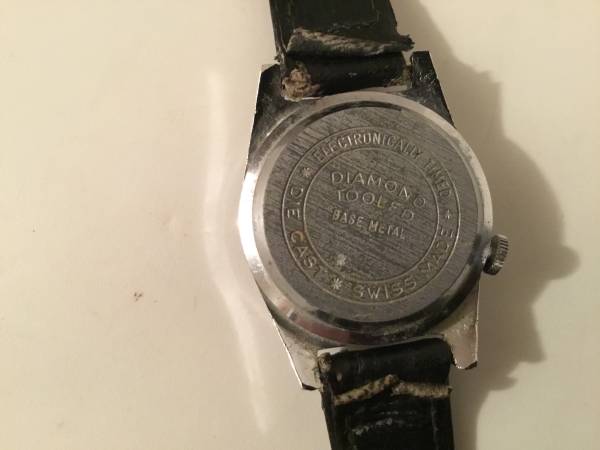 * ELECTRONICALLY TIMED *
DIAMOND
TOOLED
BASE METAL
DIE CAST * SWISS MADE